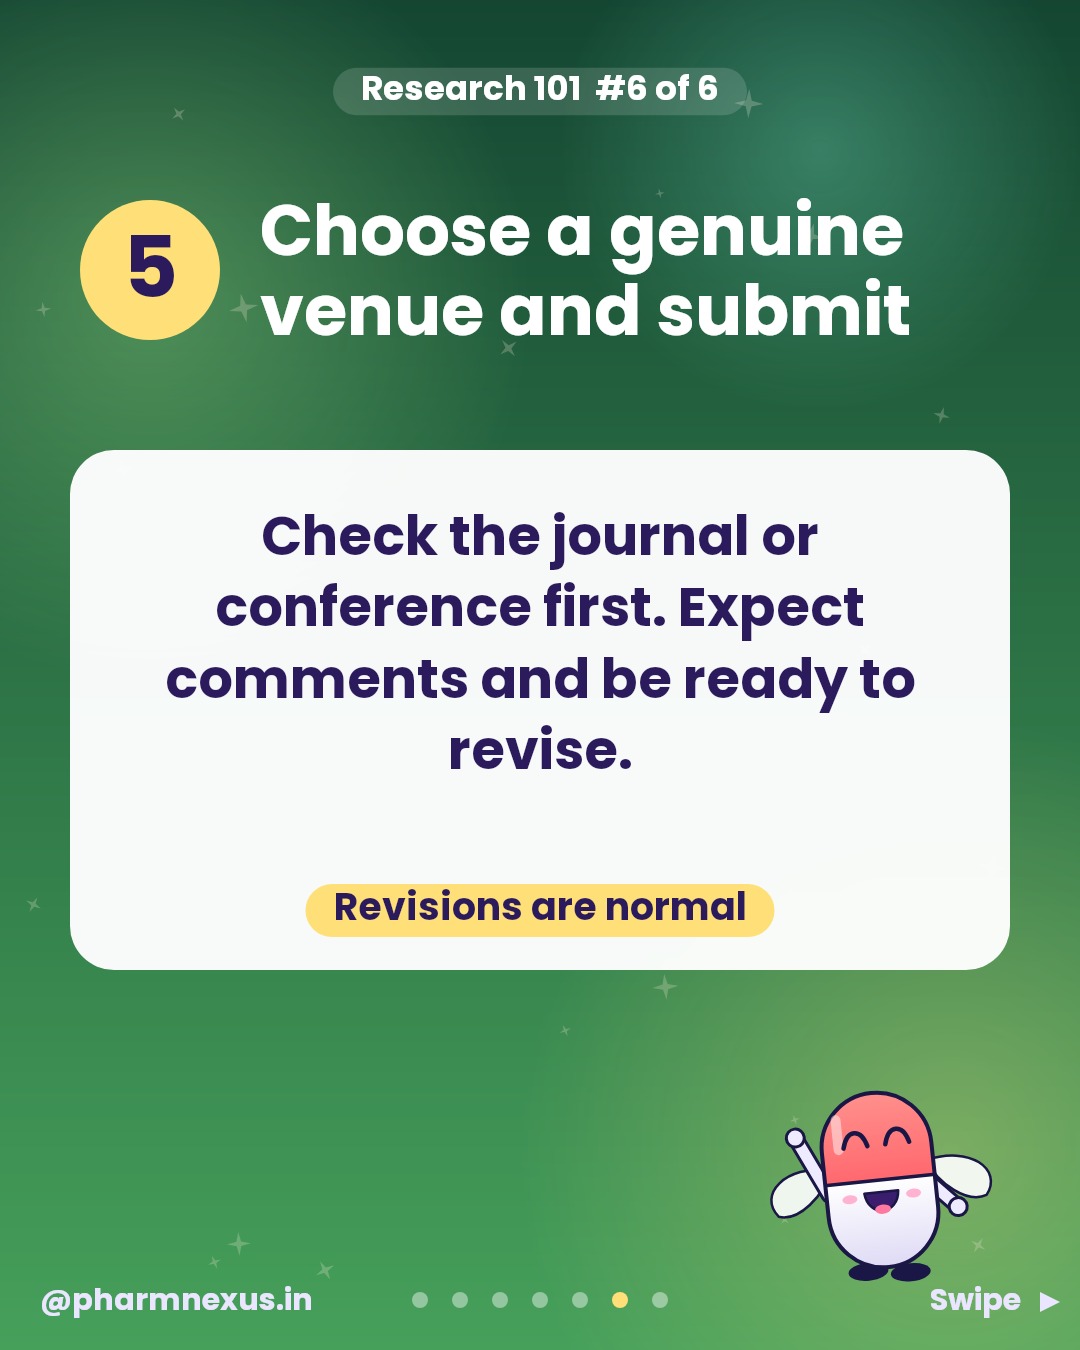 Research 101 #6 of 6
5
Choose a genuine
venue and submit
Check the journal or
conference first. Expect
comments and be ready to
revise.
Revisions are normal
@pharmnexus.in
Swipe ▶